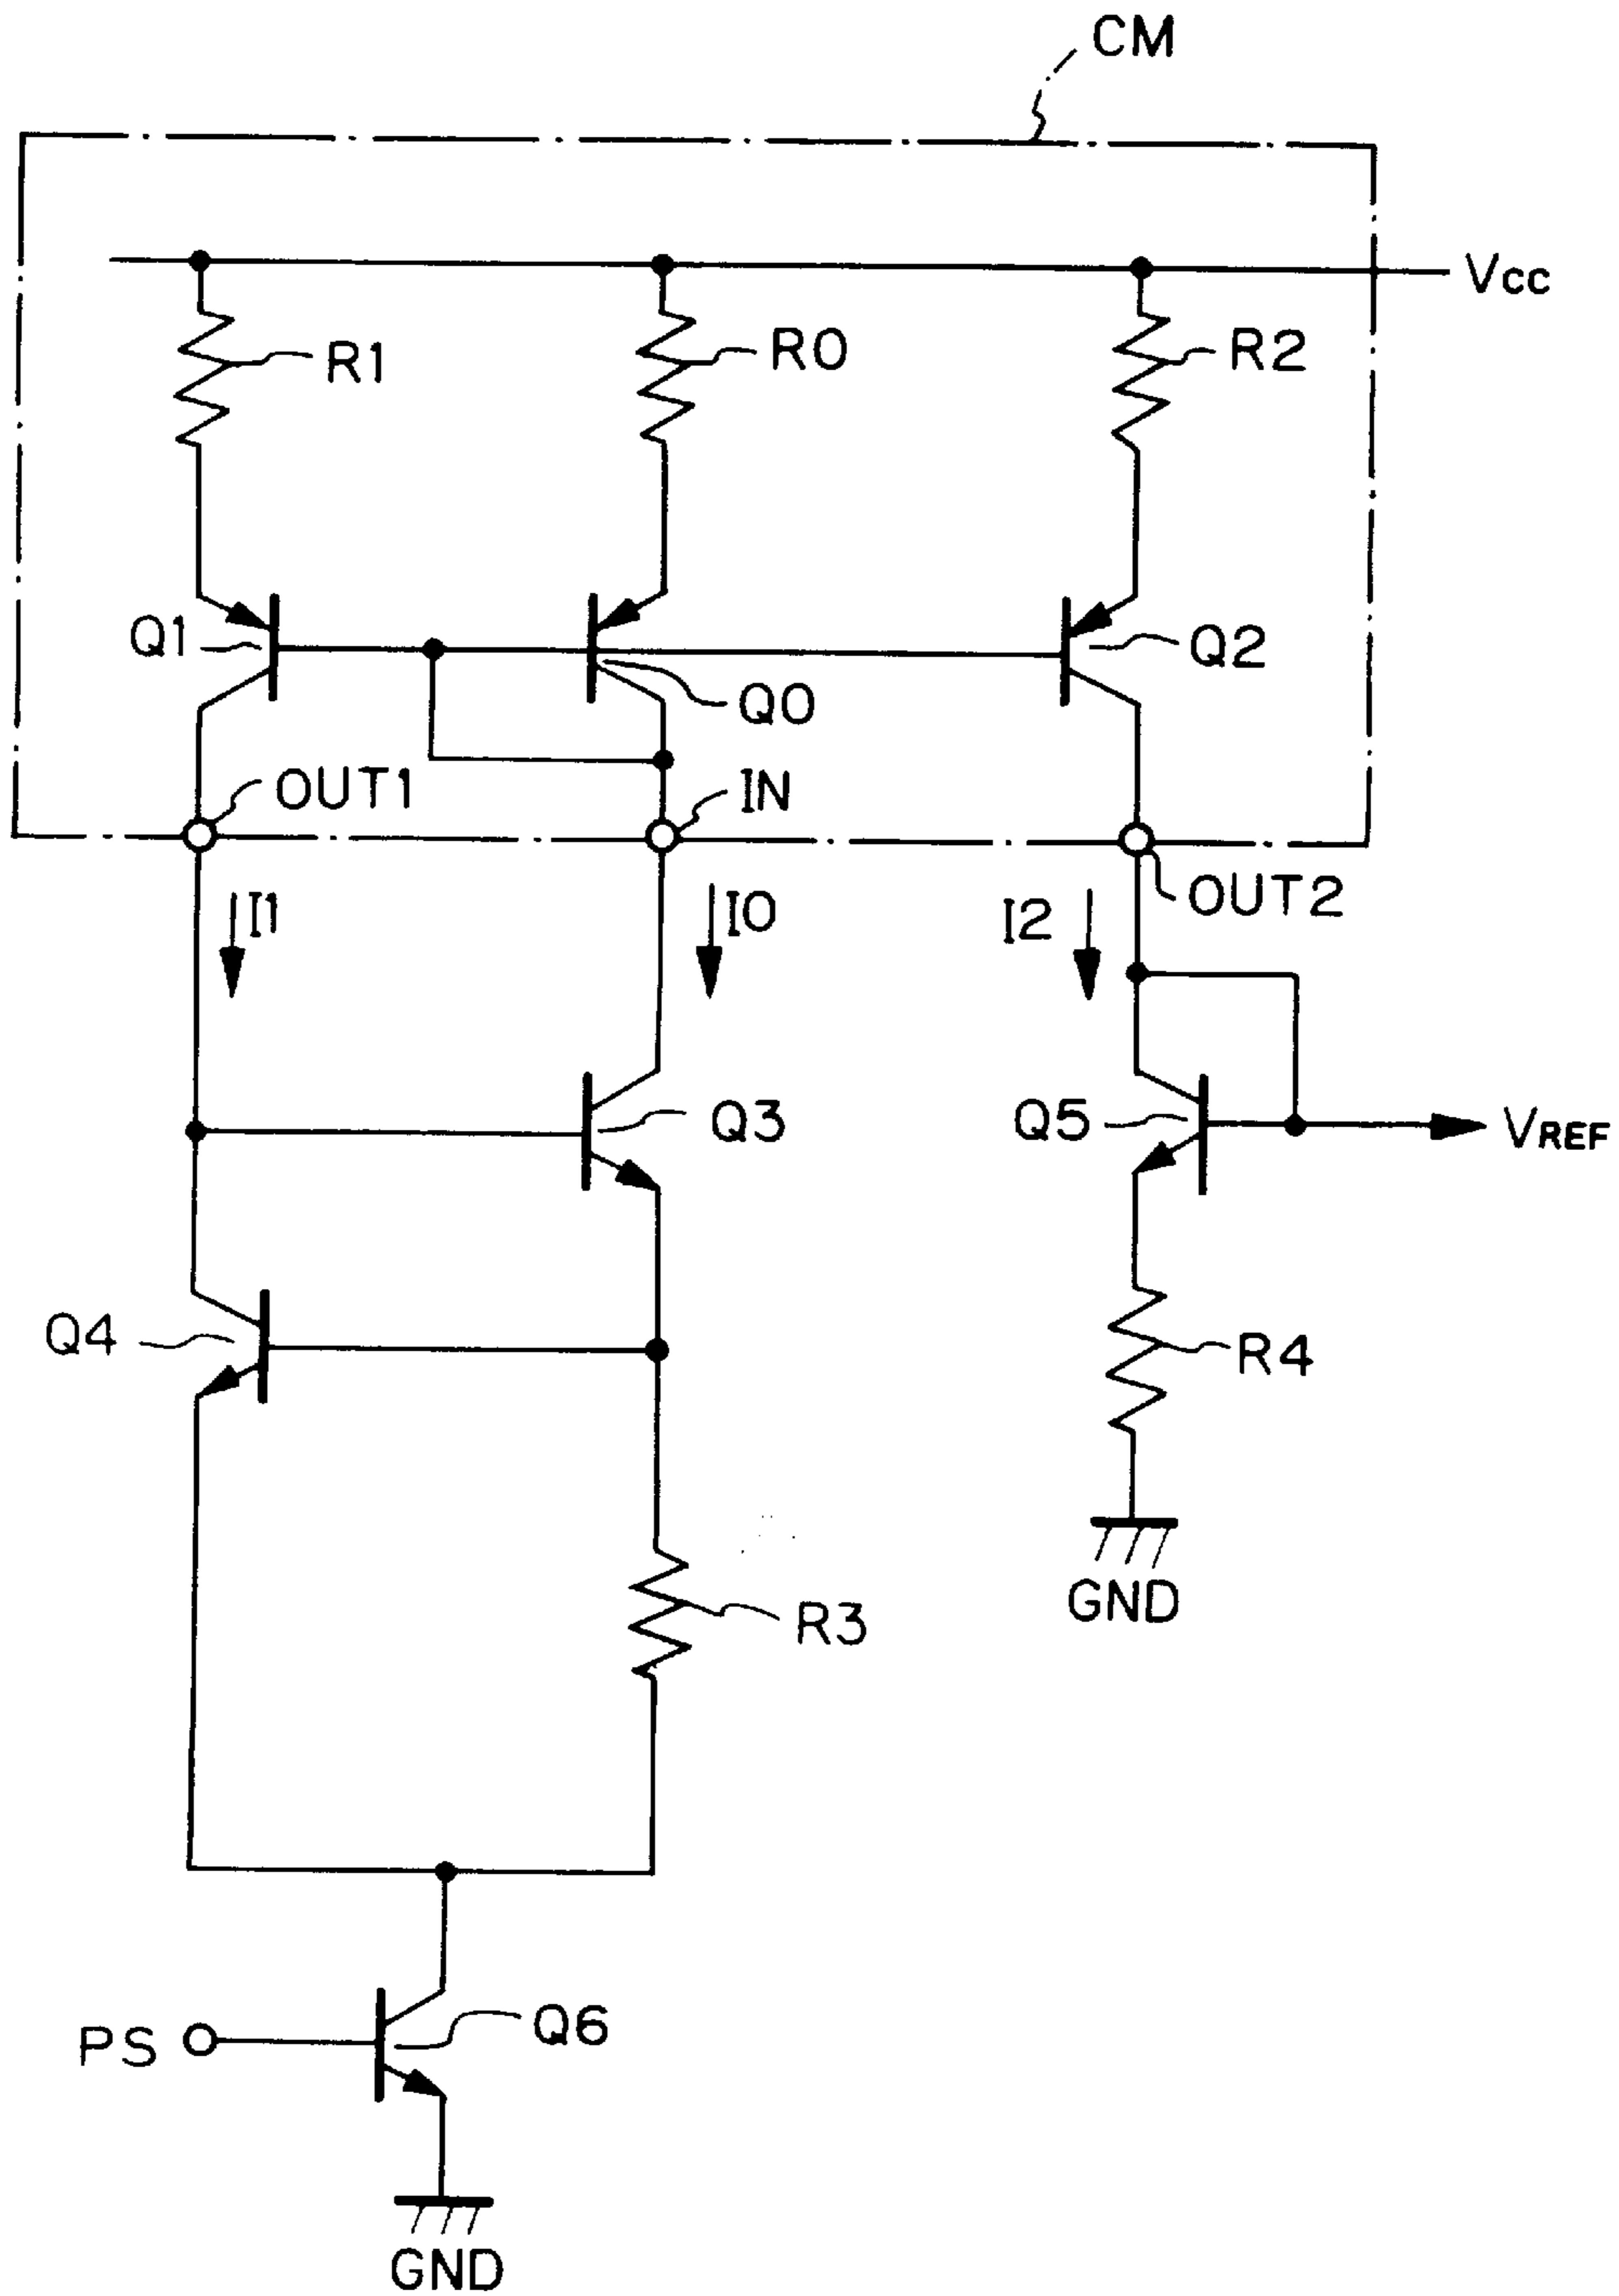 CM
Vcc
R1
R0
R2
Q1
Q0
Q2
OUT1
IN
OUT2
I1
I0
I2
Q3
Q5
VREF
Q4
R4
GND
R3
PS
Q6
GND